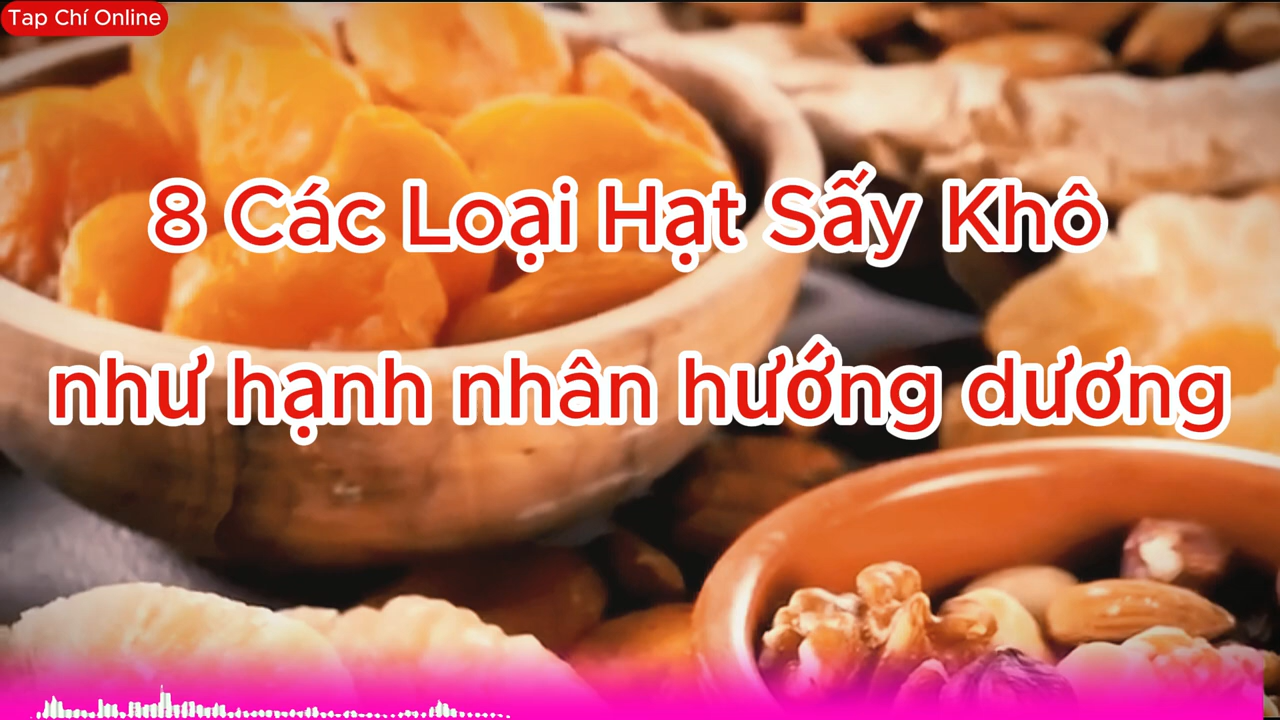 Tap Chí Online
8 Các Loại Hạt Sấy Khô
như hạnh nhân hướng dương